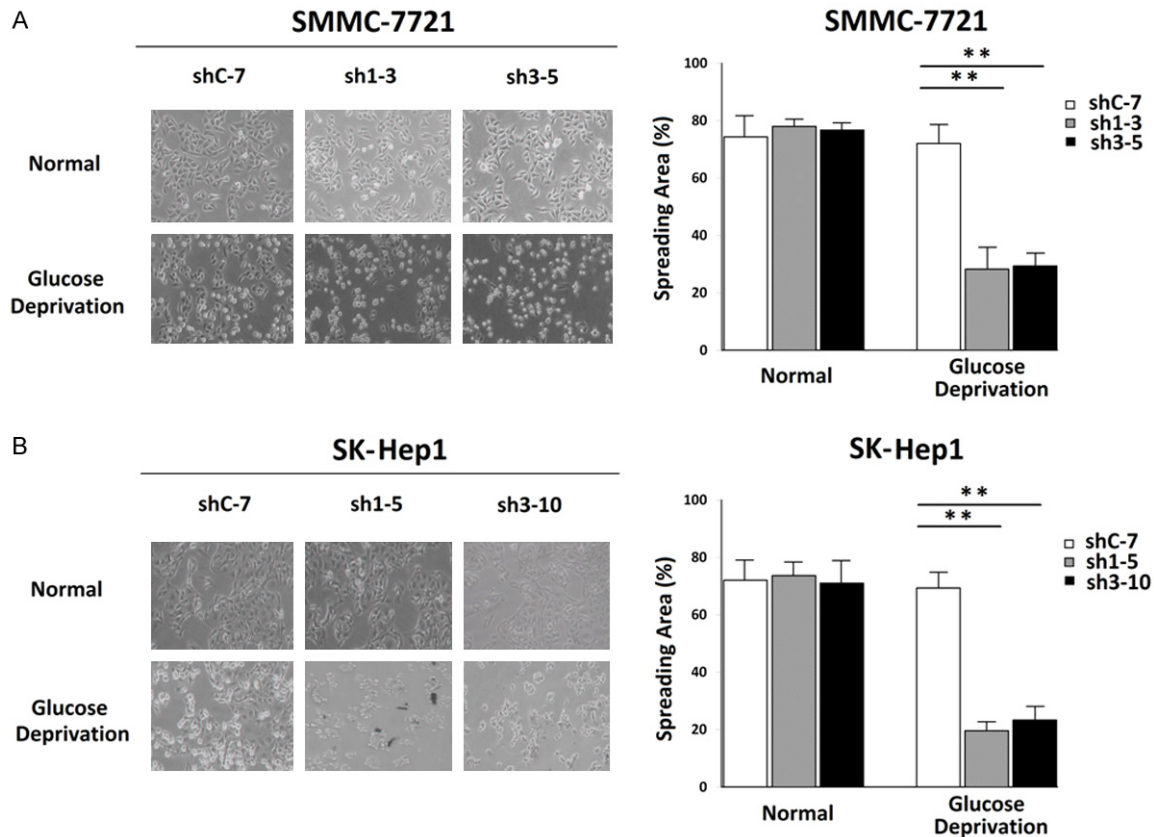 A
SMMC-7721
shC-7 sh1-3 sh3-5
Normal
Glucose
Deprivation
SMMC-7721
100
80
60
40
20
0
Spreading Area (%)
**
**
shC-7
sh1-3
sh3-5
Normal
Glucose
Deprivation
B
SK-Hep1
shC-7 sh1-5 sh3-10
Normal
Glucose
Deprivation
SK-Hep1
100
80
60
40
20
0
Spreading Area (%)
**
**
shC-7
sh1-5
sh3-10
Normal
Glucose
Deprivation